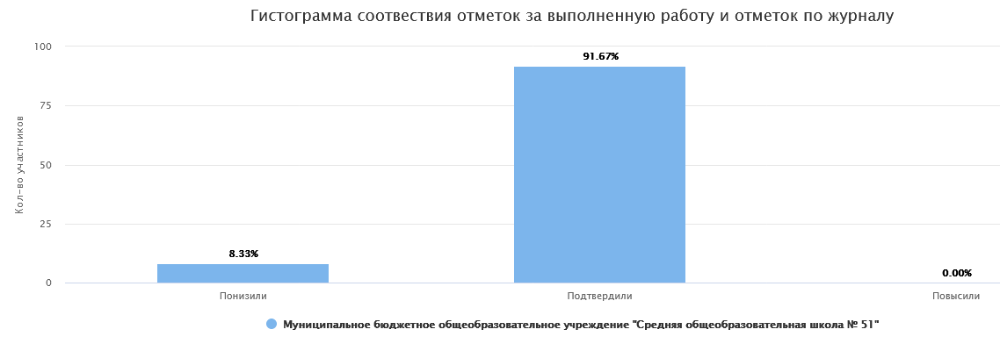 Гистограмма соотвествия отметок за выполненную работу и отметок по журналу
100
75
50
25
0
Кол-во участников
8.33%
91.67%
0.00%
Понизили
Подтвердили
Повысили
Муниципальное бюджетное общеобразовательное учреждение "Средняя общеобразовательная школа № 51"